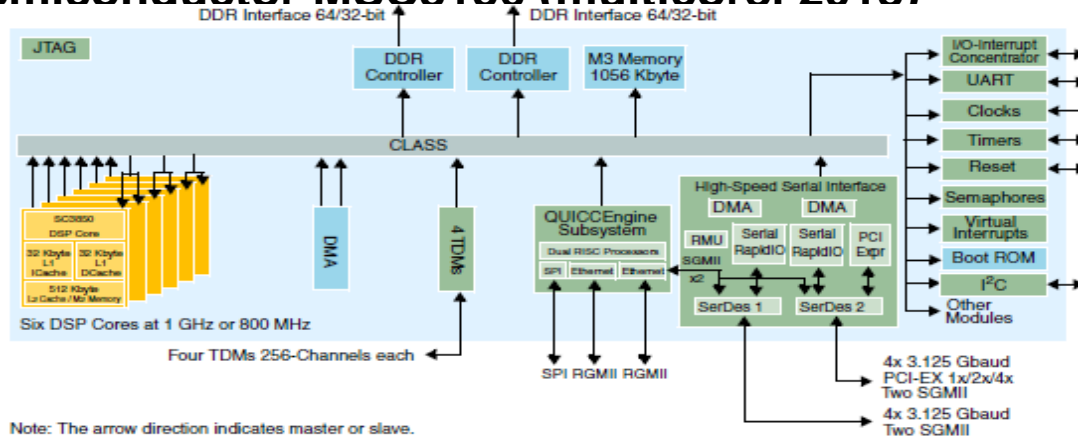 DDR Interface 64/32-bit
DDR Interface 64/32-bit
JTAG
DDR
Controller
DDR
Controller
M3 Memory
1056 Kbyte
I/O-Interrupt
Concentrator
UART
Clocks
Timers
Reset
Semaphores
Virtual
Interrupts
Boot ROM
I²C
Other
Modules
CLASS
SC3850
DSP Core
32 Kbyte
L1
ICache
32 Kbyte
L1
DCache
512 Kbyte
L2 Cache / M2 Memory
Six DSP Cores at 1 GHz or 800 MHz
DMA
4 TDMs
Four TDMs 256-Channels each
QUICCEngine
Subsystem
Dual RISC Processors
SPI
Ethernet
Ethernet
SPI RGMII RGMII
High-Speed Serial Interface
DMA
DMA
RMU
Serial
RapidIO
Serial
RapidIO
PCI
Expr
SGMII
x2
SerDes 1
SerDes 2
4x 3.125 Gbaud
PCI-EX 1x/2x/4x
Two SGMII
4x 3.125 Gbaud
Two SGMII
Note: The arrow direction indicates master or slave.